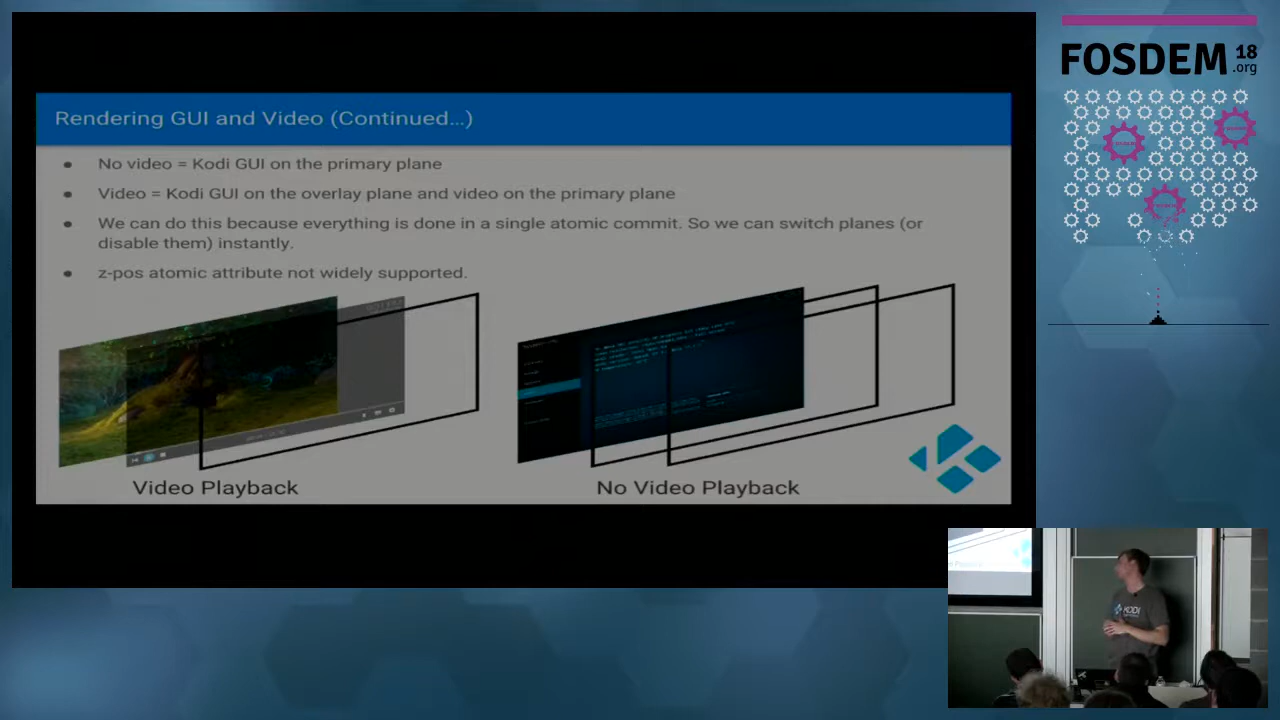 Rendering GUI and Video (Continued...)
● No video = Kodi GUI on the primary plane
● Video = Kodi GUI on the overlay plane and video on the primary plane
● We can do this because everything is done in a single atomic commit. So we can switch planes (or
disable them) instantly.
● z-pos atomic attribute not widely supported.
Video Playback
No Video Playback
FOSDEM 18
.org
KODI